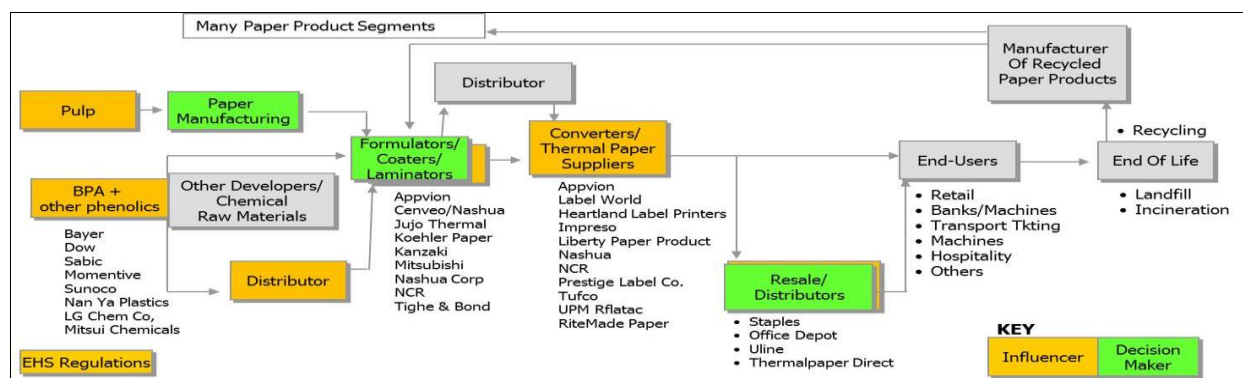 Many Paper Product Segments
Manufacturer
Of Recycled
Paper Products
Distributor
Pulp
Paper
Manufacturing
Formulators/
Coaters/
Laminators
Converters/
Thermal Paper
Suppliers
End-Users
• Recycling
End Of Life
BPA +
other phenolics
Other Developers/
Chemical
Raw Materials
Distributor
Bayer
Dow
Sabic
Momentive
Sunoco
Nan Ya Plastics
LG Chem Co,
Mitsui Chemicals
Appvion
Cenveo/Nashua
Jujo Thermal
Koehler Paper
Kanzaki
Mitsubishi
Nashua Corp
NCR
Tighe & Bond
Appvion
Label World
Heartland Label Printers
Impreso
Liberty Paper Product
Nashua
NCR
Prestige Label Co.
Tufco
UPM Rflatac
RiteMade Paper
Resale/
Distributors
• Staples
• Office Depot
• Uline
• Thermalpaper Direct
• Retail
• Banks/Machines
• Transport Tkting
• Machines
• Hospitality
• Others
• Landfill
• Incineration
EHS Regulations
KEY
Influencer
Decision
Maker